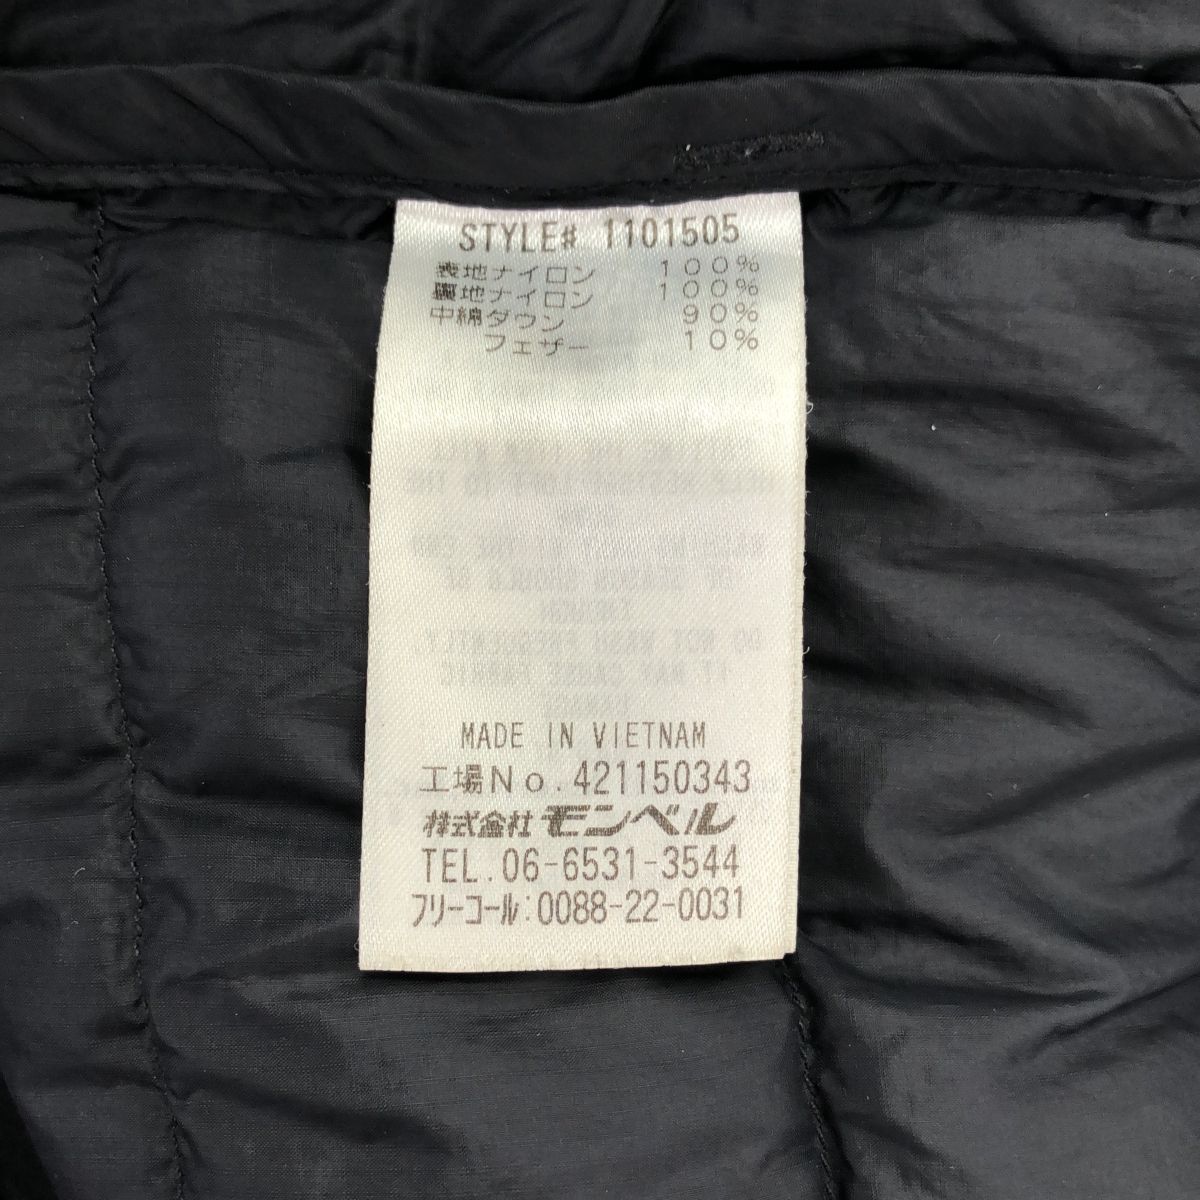 STYLE# 1101505
表地ナイロン 100%
裏地ナイロン 100%
中綿ダウン 90%
フェザー 10%
MADE IN VIETNAM
工場No.421150343
株式会社モンベル
TEL.06-6531-3544
フリーコール:0088-22-0031